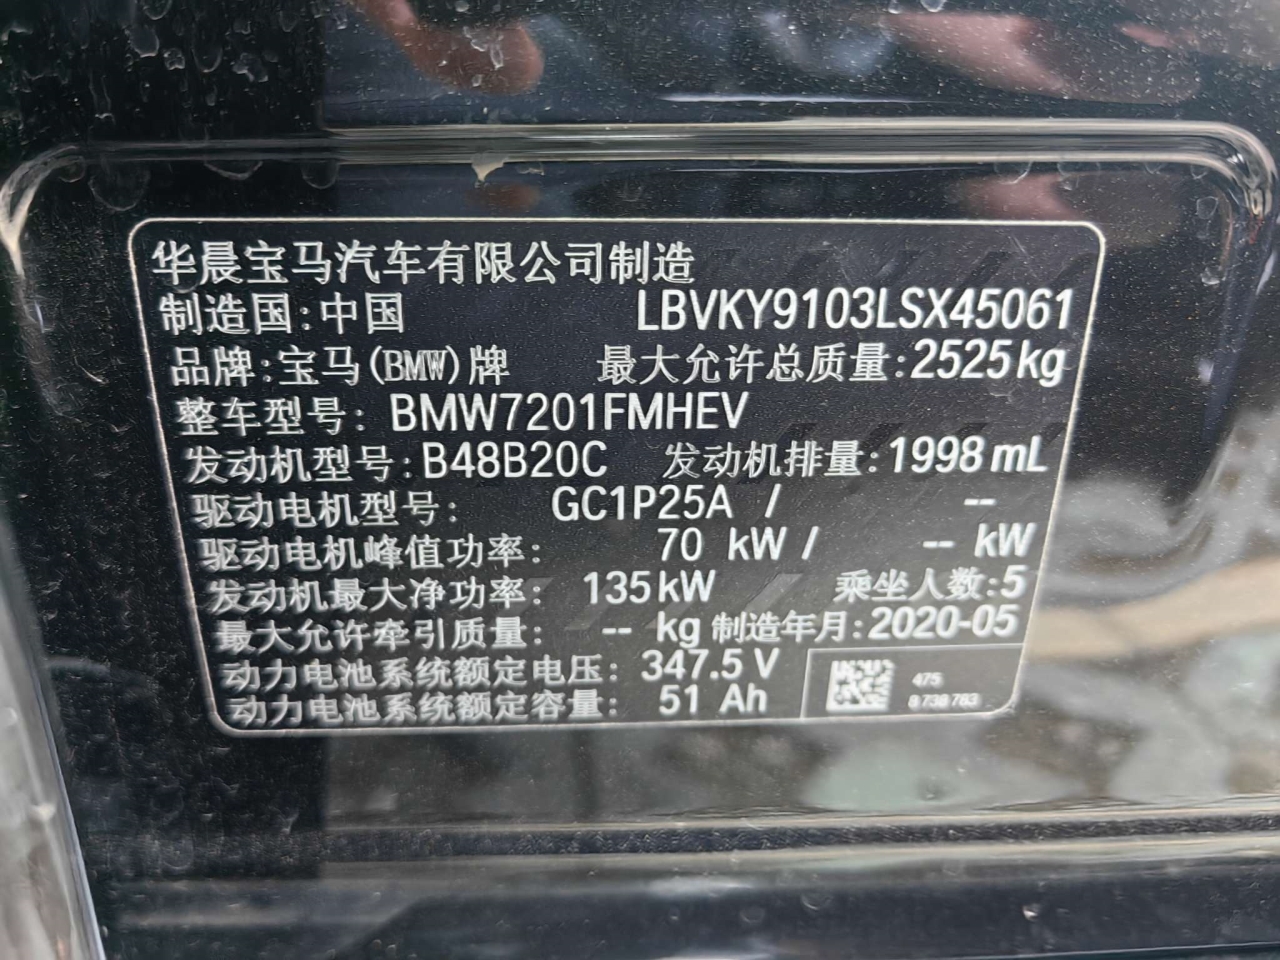 华晨宝马汽车有限公司制造
制造国:中国 LBVKY9103LSX45061
品牌:宝马(BMW)牌 最大允许总质量:2525kg
整车型号: BMW7201FMHEV
发动机型号:B48B20C 发动机排量:1998mL
驱动电机型号: GC1P25A / --
驱动电机峰值功率: 70 kW / -- kW
发动机最大净功率: 135kW 乘坐人数:5
最大允许牵引质量: -- kg 制造年月:2020-05
动力电池系统额定电压: 347.5 V
动力电池系统额定容量: 51 Ah
475
8738783